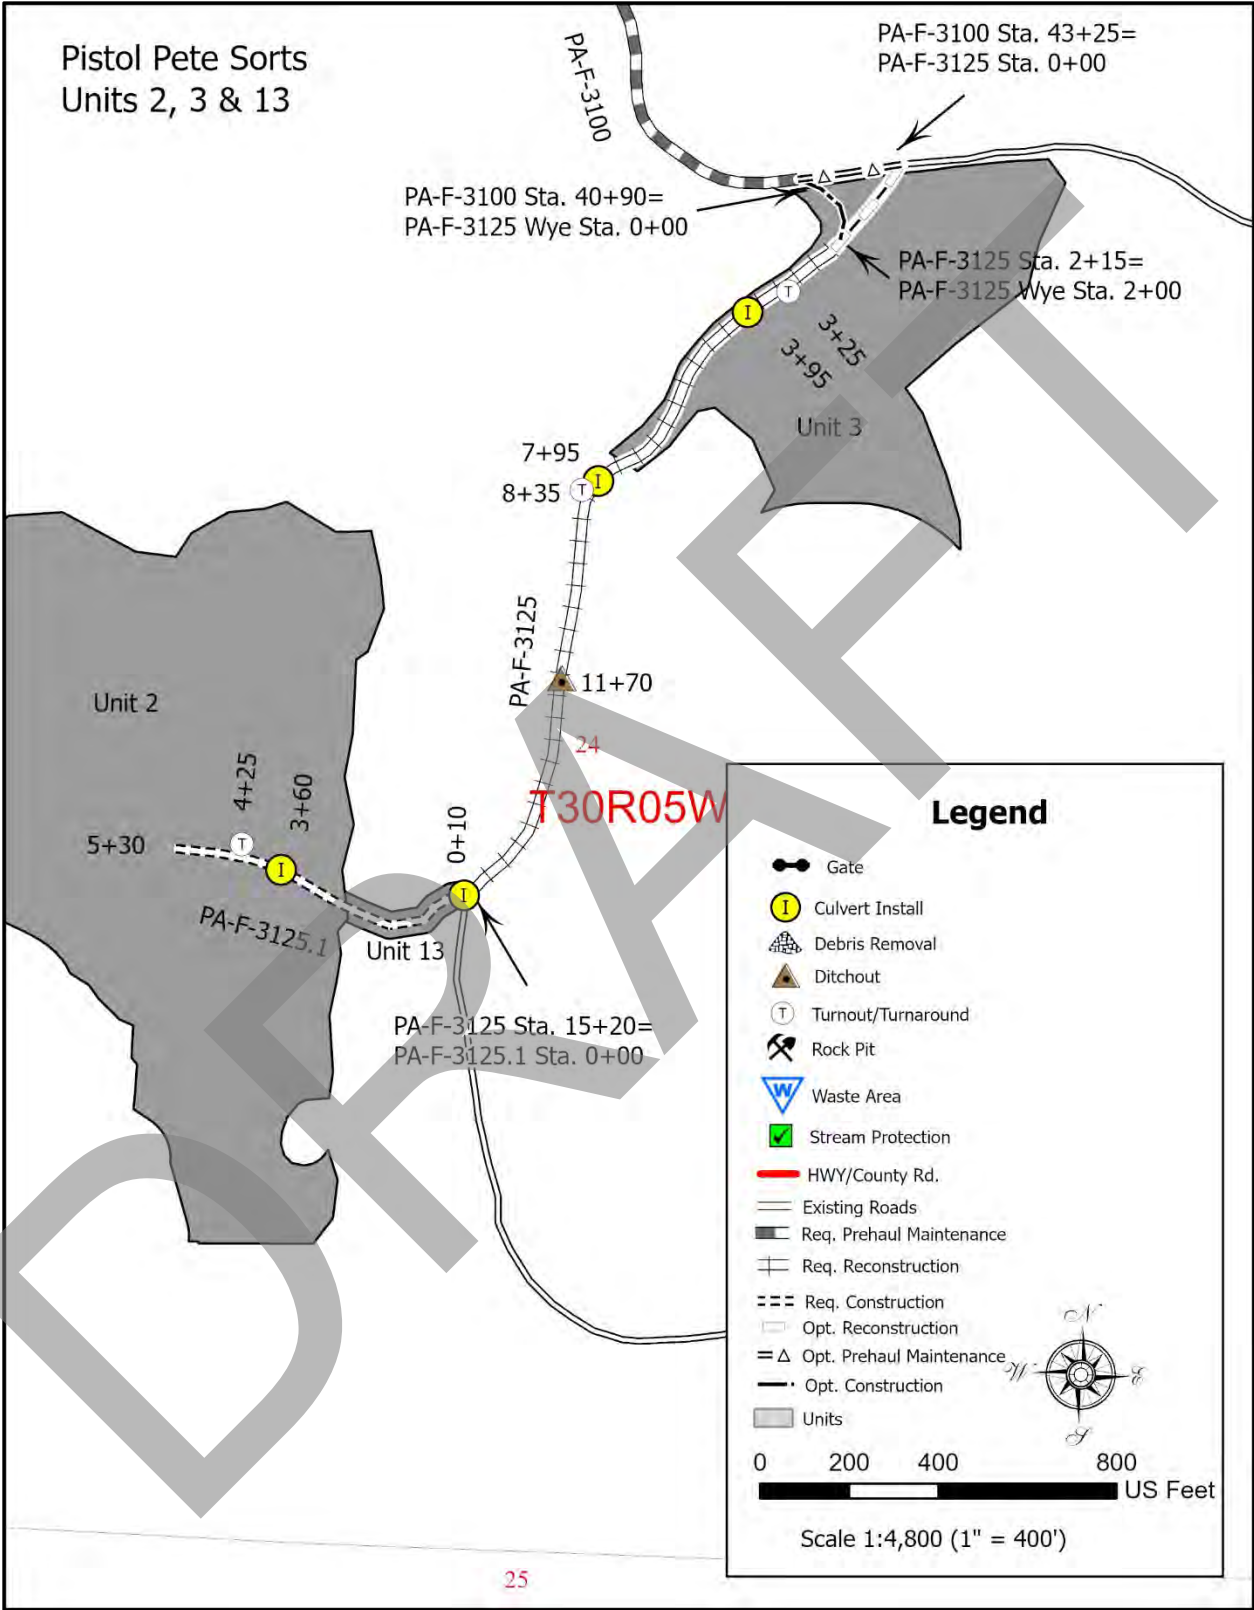 Pistol Pete Sorts
Units 2, 3 & 13
PA-F-3100
PA-F-3100 Sta. 43+25=
PA-F-3125 Sta. 0+00
PA-F-3100 Sta. 40+90=
PA-F-3125 Wye Sta. 0+00
PA-F-3125 Sta. 2+15=
PA-F-3125 Wye Sta. 2+00
T
I
3+25
3+95
Unit 3
7+95
I
8+35
T
PA-F-3125
11+70
Unit 2
24
T30R05W
4+25
3+60
0+10
5+30
T
I
I
PA-F-3125.1
Unit 13
PA-F-3125 Sta. 15+20=
PA-F-3125.1 Sta. 0+00
DRAFT
Legend
Gate
I Culvert Install
Debris Removal
Ditchout
T Turnout/Turnaround
Rock Pit
W Waste Area
Stream Protection
HWY/County Rd.
Existing Roads
Req. Prehaul Maintenance
Req. Reconstruction
Req. Construction
Opt. Reconstruction
Opt. Prehaul Maintenance
Opt. Construction
Units
N
W
E
S
0 200 400 800
US Feet
Scale 1:4,800 (1" = 400')
25